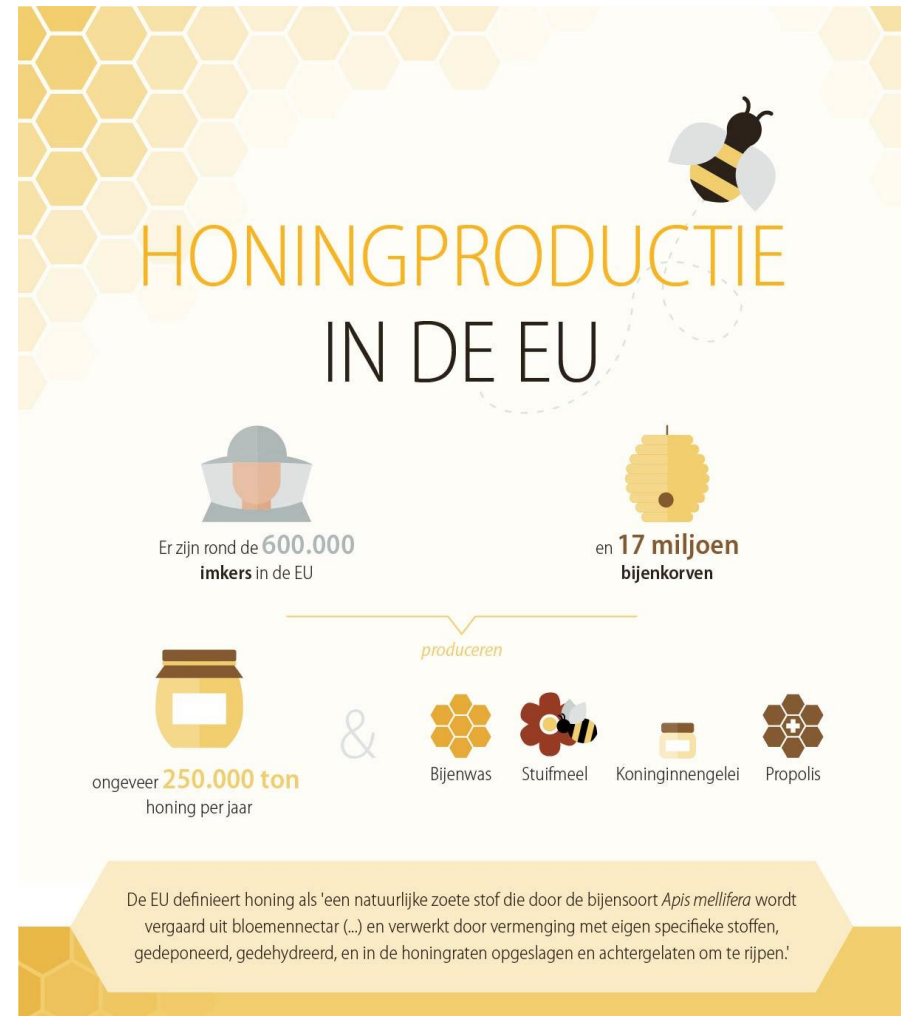 HONINGPRODUCTIE
IN DE EU
Er zijn rond de 600.000
imkers in de EU
en 17 miljoen
bijenkorven
produceren
ongeveer 250.000 ton
honing per jaar
&
Bijenwas
Stuifmeel
Koninginnengelei
Propolis
De EU definieert honing als 'een natuurlijke zoete stof die door de bijensoort Apis mellifera wordt
vergaard uit bloemennectar (...) en verwerkt door vermenging met eigen specifieke stoffen,
gedeponeerd, gedehydreerd, en in de honingraten opgeslagen en achtergelaten om te rijpen.'